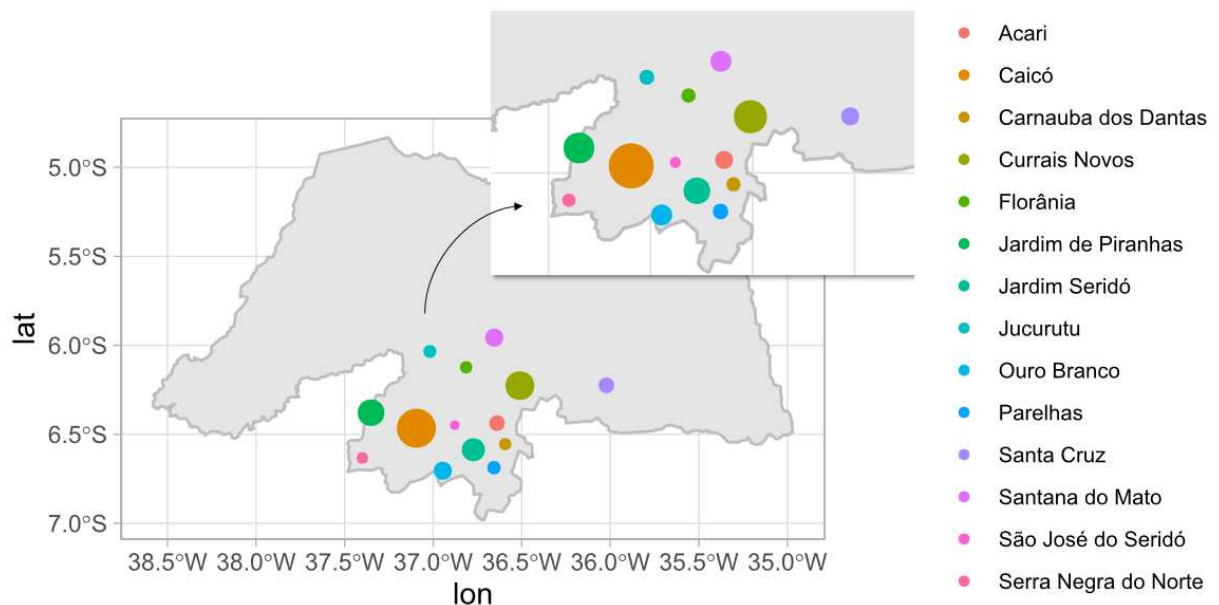 Acari
Caicó
Carnauba dos Dantas
Currais Novos
Florânia
Jardim de Piranhas
Jardim Seridó
Jucurutu
Ouro Branco
Parelhas
Santa Cruz
Santana do Mato
São José do Seridó
Serra Negra do Norte
lat
5.0°S
5.5°S
6.0°S
6.5°S
7.0°S
38.5°W 38.0°W 37.5°W 37.0°W 36.5°W 36.0°W 35.5°W 35.0°W
lon